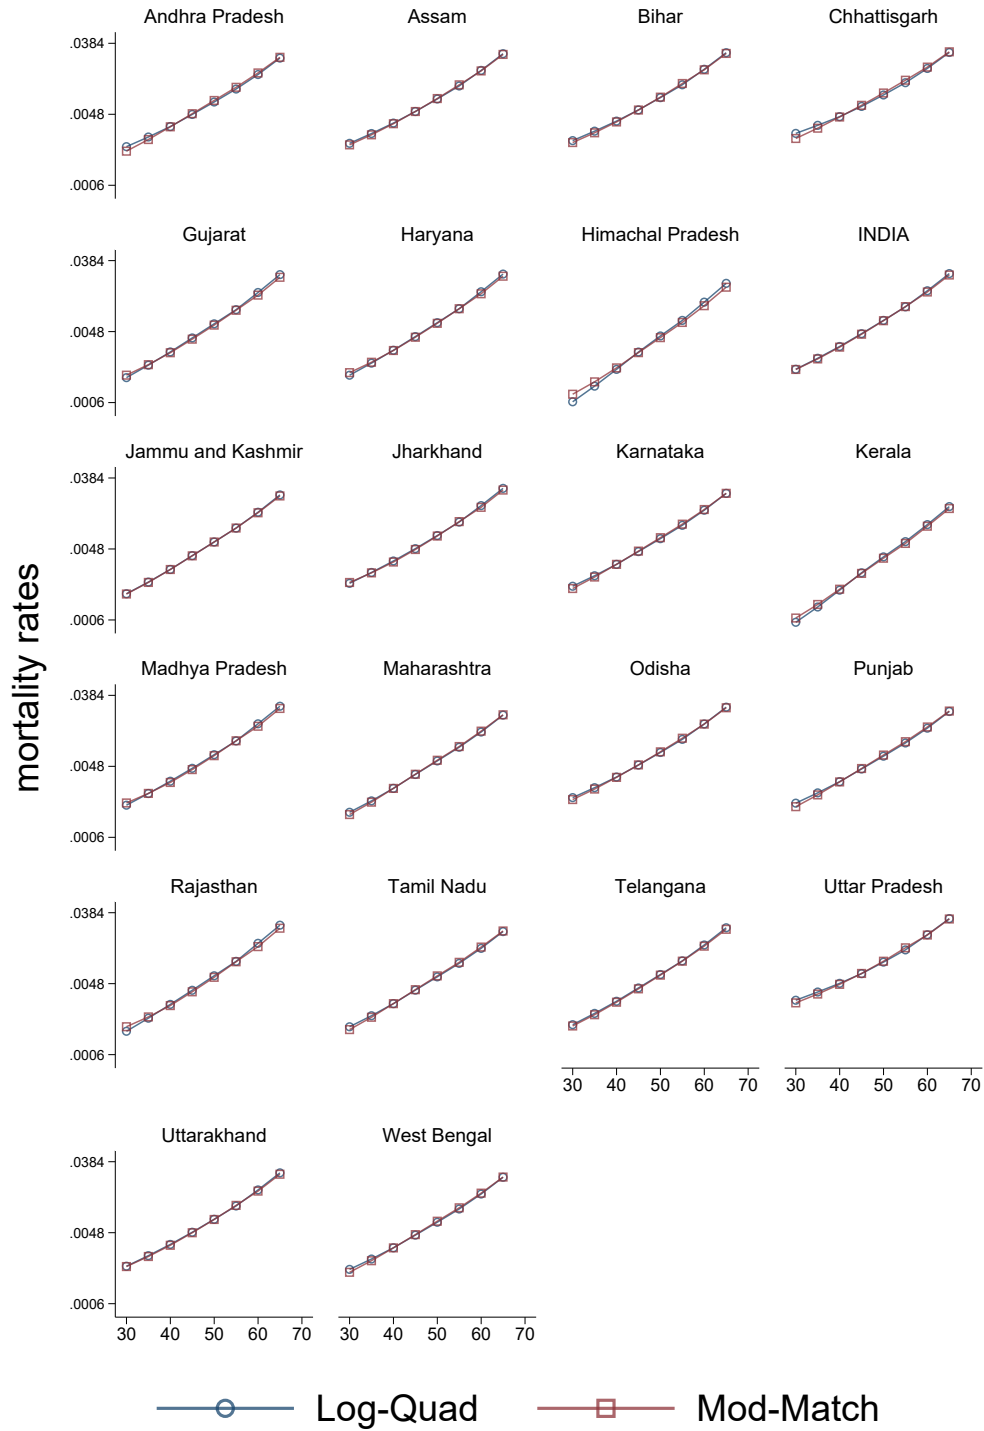 Andhra Pradesh Assam Bihar Chhattisgarh
.0384
.0048
.0006
Gujarat Haryana Himachal Pradesh INDIA
.0384
.0048
.0006
Jammu and Kashmir Jharkhand Karnataka Kerala
.0384
.0048
.0006
mortality rates
Madhya Pradesh Maharashtra Odisha Punjab
.0384
.0048
.0006
Rajasthan Tamil Nadu Telangana Uttar Pradesh
.0384
.0048
.0006
30 40 50 60 70 30 40 50 60 70
Uttarakhand West Bengal
.0384
.0048
.0006
30 40 50 60 70 30 40 50 60 70
Log-Quad Mod-Match